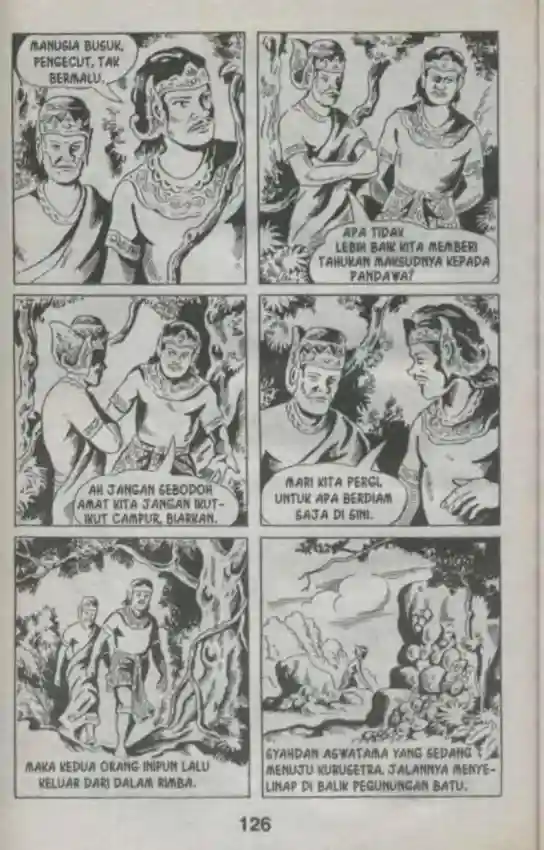 MANUSIA BUSUK,
PENGECUT, TAK
BERMALU.
APA TIDAK
LEBIH BAIK KITA MEMBERI
TAHUKAN MAKSUDNYA KEPADA
PANDAWA?
AH JANGAN SEBODOH
AMAT KITA JANGAN IKUT-
IKUT CAMPUR, BIARKAN.
MARI KITA PERGI,
UNTUK APA BERDIAM
SAJA DI SINI.
MAKA KEDUA ORANG INIPUN LALU
KELUAR DARI DALAM RIMBA.
SYAHDAN ASWATAMA YANG SEDANG
MENUJU KURUSETRA. JALANNYA MENYE-
LINAP DI BALIK PEGUNUNGAN BATU.
126